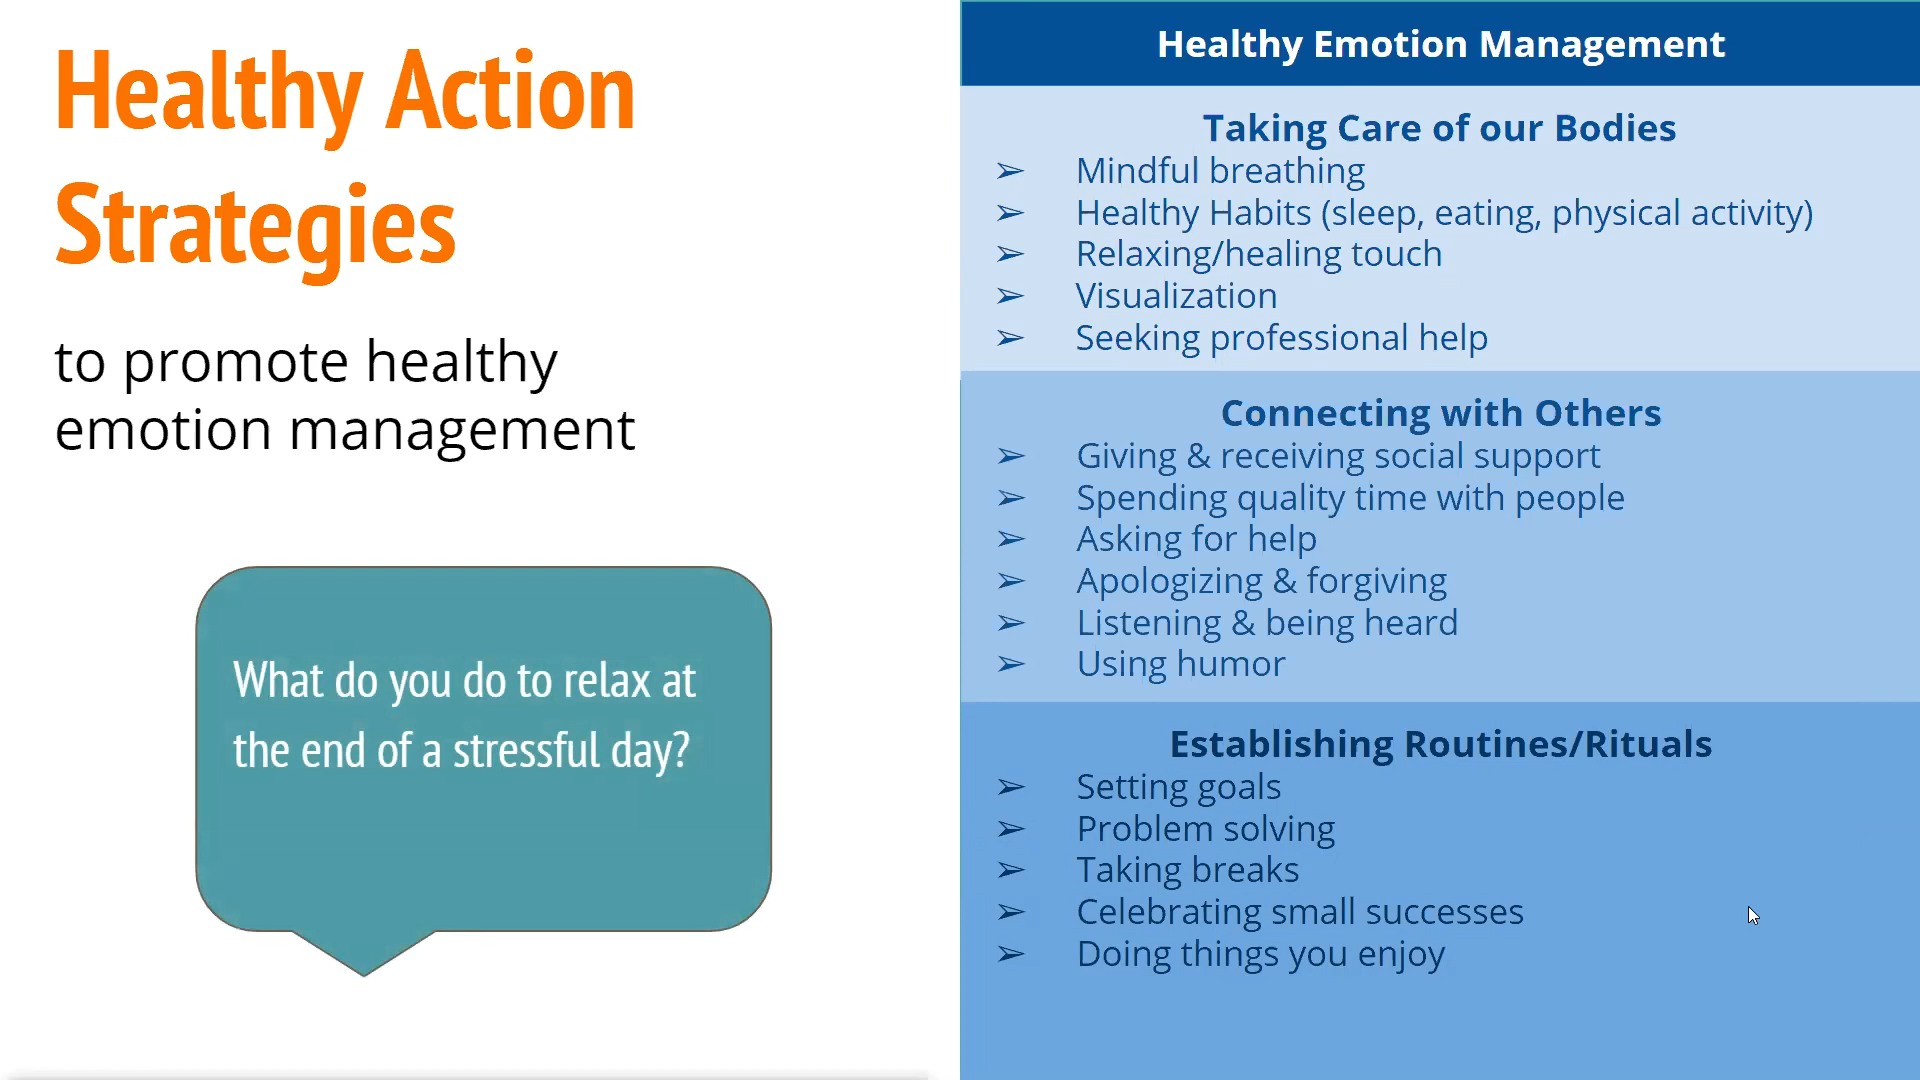 Healthy Action
Strategies
to promote healthy
emotion management
What do you do to relax at
the end of a stressful day?
Healthy Emotion Management
Taking Care of our Bodies
➢ Mindful breathing
➢ Healthy Habits (sleep, eating, physical activity)
➢ Relaxing/healing touch
➢ Visualization
➢ Seeking professional help
Connecting with Others
➢ Giving & receiving social support
➢ Spending quality time with people
➢ Asking for help
➢ Apologizing & forgiving
➢ Listening & being heard
➢ Using humor
Establishing Routines/Rituals
➢ Setting goals
➢ Problem solving
➢ Taking breaks
➢ Celebrating small successes
➢ Doing things you enjoy